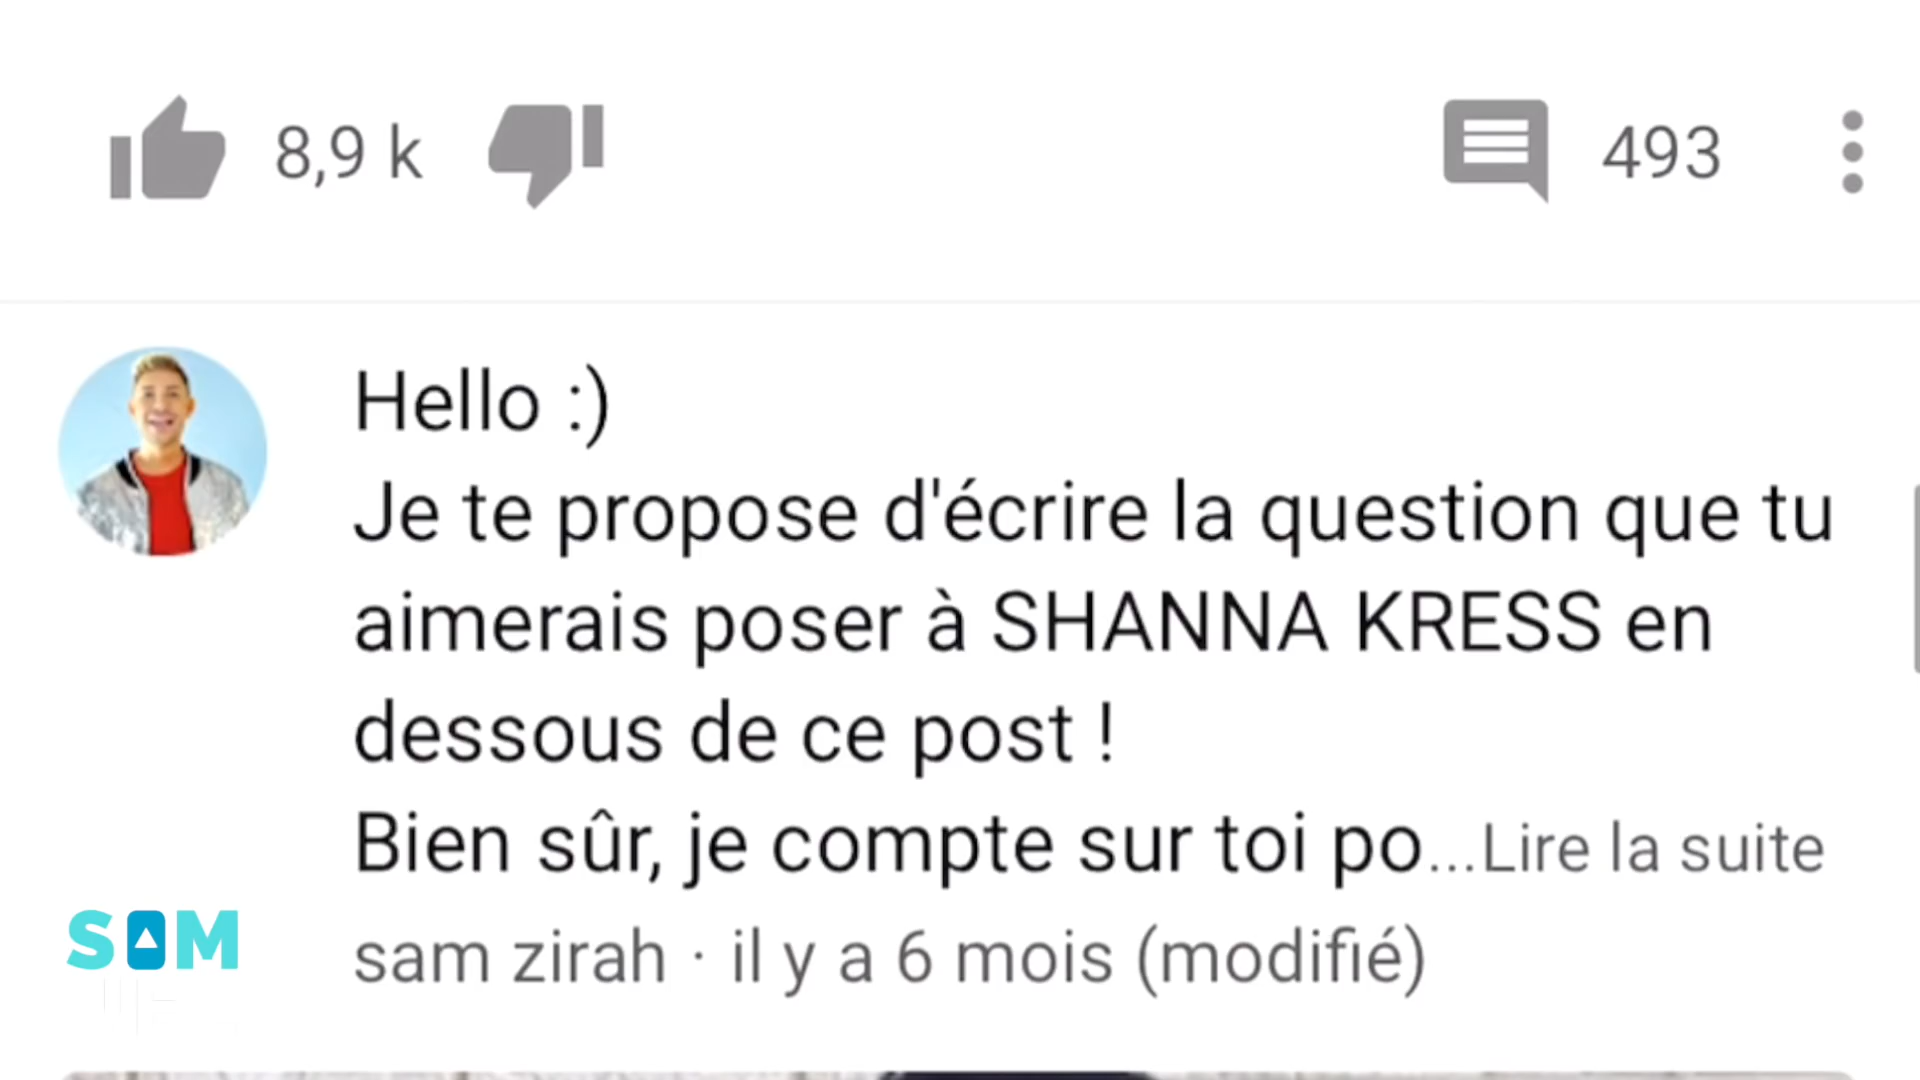 8,9 k
493
Hello :)
Je te propose d'écrire la question que tu
aimerais poser à SHANNA KRESS en
dessous de ce post !
Bien sûr, je compte sur toi po...Lire la suite
sam zirah · il y a 6 mois (modifié)
SAM